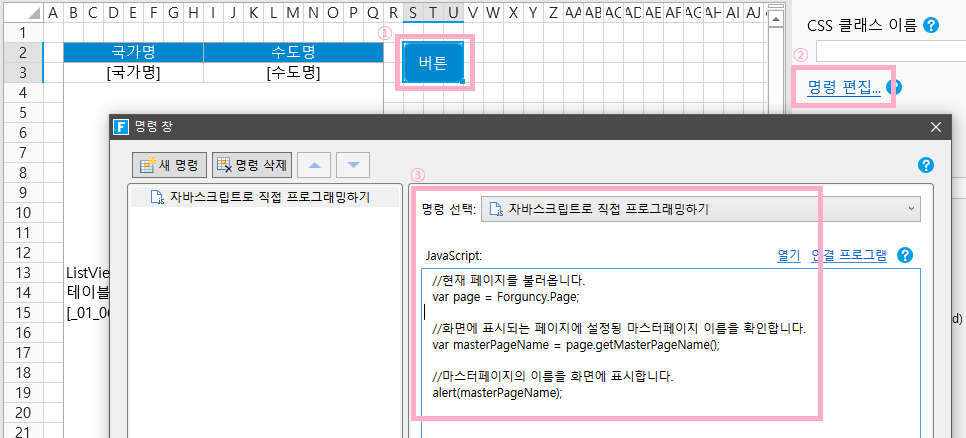 A B C D E F G H I J K L M N O P Q R S T U V W X Y Z AA AB AC AD AE AF AG AH AI AJ
CSS 클래스 이름 ?
①
1
2 국가명 수도명
버튼
②
3 [국가명] [수도명]
명령 편집... ?
4
5
6
F 명령 창
7
8 새 명령 명령 삭제 ?
9 ③
자바스크립트로 직접 프로그래밍하기
10 명령 선택: 자바스크립트로 직접 프로그래밍하기
11
12
JavaScript: 열기 연결 프로그램 ?
13 ListVie
//현재 페이지를 불러옵니다.
14 테이블
var page = Forguncy.Page;
15 [_01_0
d)
16
//화면에 표시되는 페이지에 설정됭 마스터페이지 이름을 확인합니다.
17 var masterPageName = page.getMasterPageName();
18
//마스터페이지의 이름을 화면에 표시합니다.
19 alert(masterPageName);
20
21